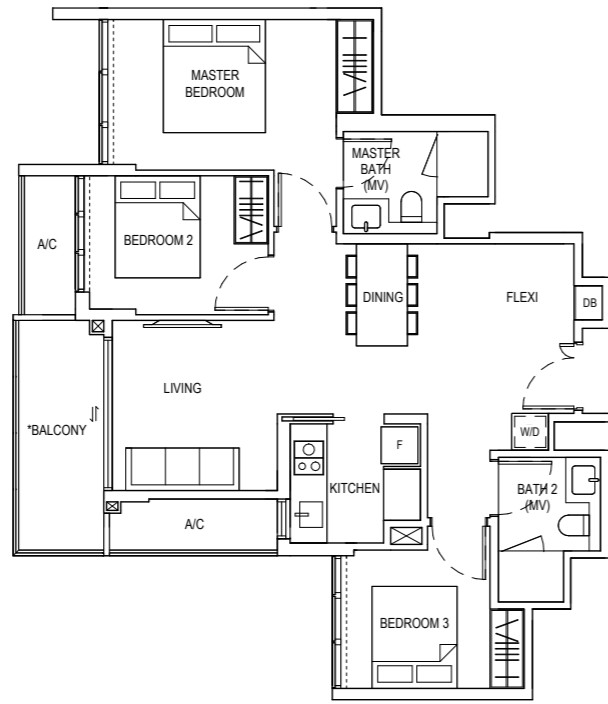 MASTER
BEDROOM
MASTER
BATH
(MV)
BEDROOM 2
A/C
DINING
FLEXI
DB
LIVING
*BALCONY
W/D
F
KITCHEN
BATH 2
(MV)
A/C
BEDROOM 3